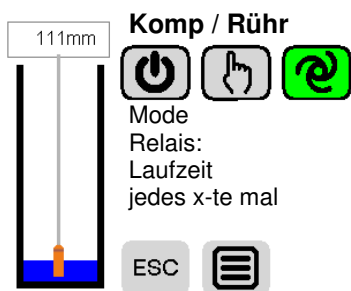 111mm
Komp / Rühr
Mode
Relais:
Laufzeit
jedes x-te mal
ESC